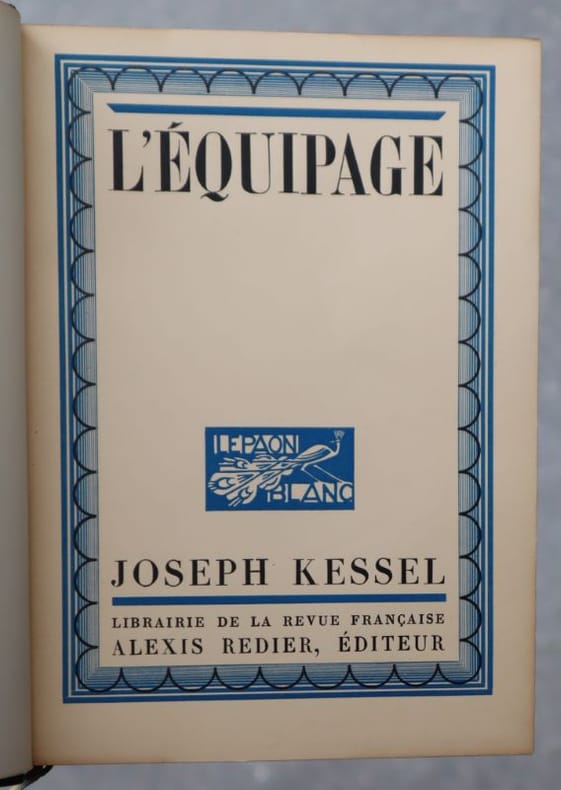 L'ÉQUIPAGE
LE PAON
BLANC
JOSEPH KESSEL
LIBRAIRIE DE LA REVUE FRANÇAISE
ALEXIS REDIER, ÉDITEUR